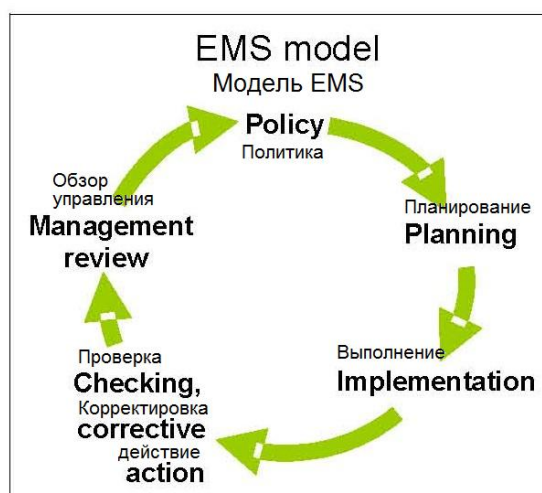 EMS model
Модель EMS
Policy
Политика
Планирование
Planning
Выполнение
Implementation
Проверка
Checking,
Корректировка
corrective
действие
action
Обзор
управления
Management
review